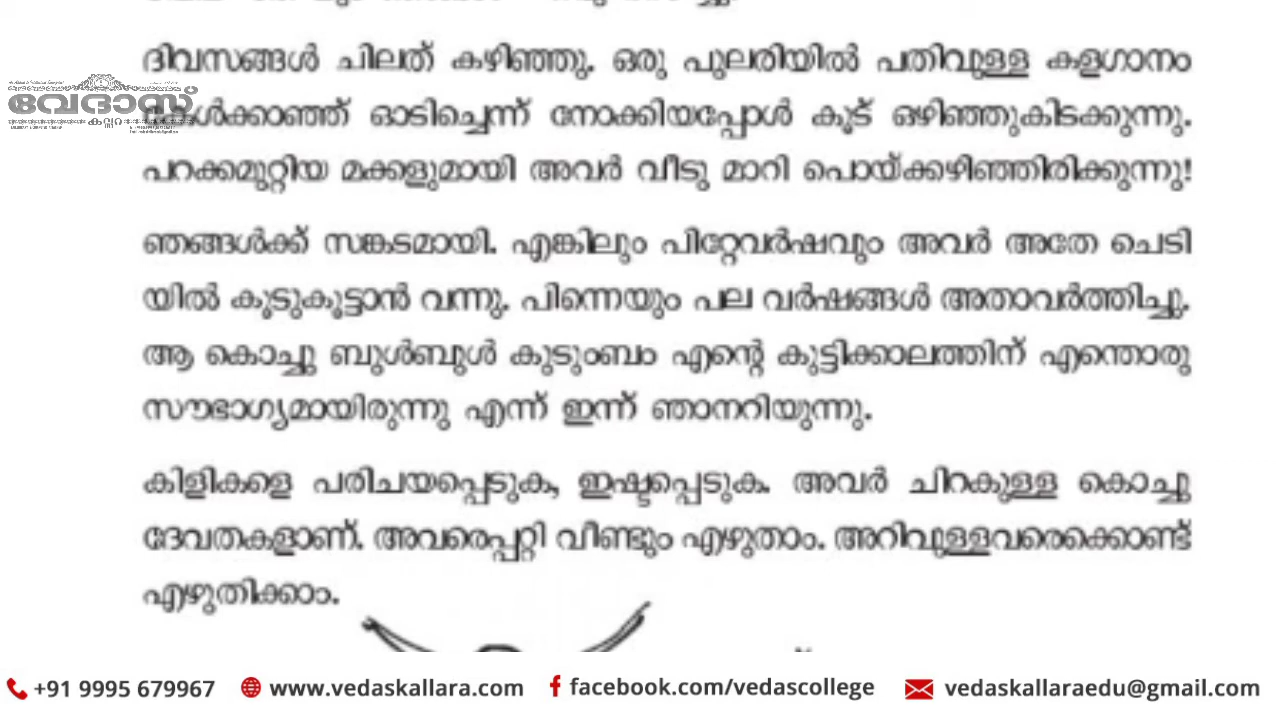 ദിവസങ്ങൾ ചിലത് കഴിഞ്ഞു. ഒരു പുലരിയിൽ പതിവുള്ള കളഗാനം
വേദാസ്
കല്ലറ
കേൾക്കാഞ്ഞ് ഓടിച്ചെന്ന് നോക്കിയപ്പോൾ കൂട് ഒഴിഞ്ഞുകിടക്കുന്നു.
പറക്കമുറ്റിയ മക്കളുമായി അവർ വീടു മാറി പൊയ്ക്കഴിഞ്ഞിരിക്കുന്നു!
ഞങ്ങൾക്ക് സങ്കടമായി. എങ്കിലും പിറ്റേവർഷവും അവർ അതേ ചെടി
യിൽ കൂടുകൂട്ടാൻ വന്നു. പിന്നെയും പല വർഷങ്ങൾ അതാവർത്തിച്ചു.
ആ കൊച്ചു ബുൾബുൾ കുടുംബം എന്റെ കുട്ടിക്കാലത്തിന് എന്തൊരു
സൗഭാഗ്യമായിരുന്നു എന്ന് ഇന്ന് ഞാനറിയുന്നു.
കിളികളെ പരിചയപ്പെടുക, ഇഷ്ടപ്പെടുക. അവർ ചിറകുള്ള കൊച്ചു
ദേവതകളാണ്. അവരെപ്പറ്റി വീണ്ടും എഴുതാം. അറിവുള്ളവരെക്കൊണ്ട്
എഴുതിക്കാം.
+91 9995 679967 www.vedaskallara.com facebook.com/vedascollege vedaskallaraedu@gmail.com